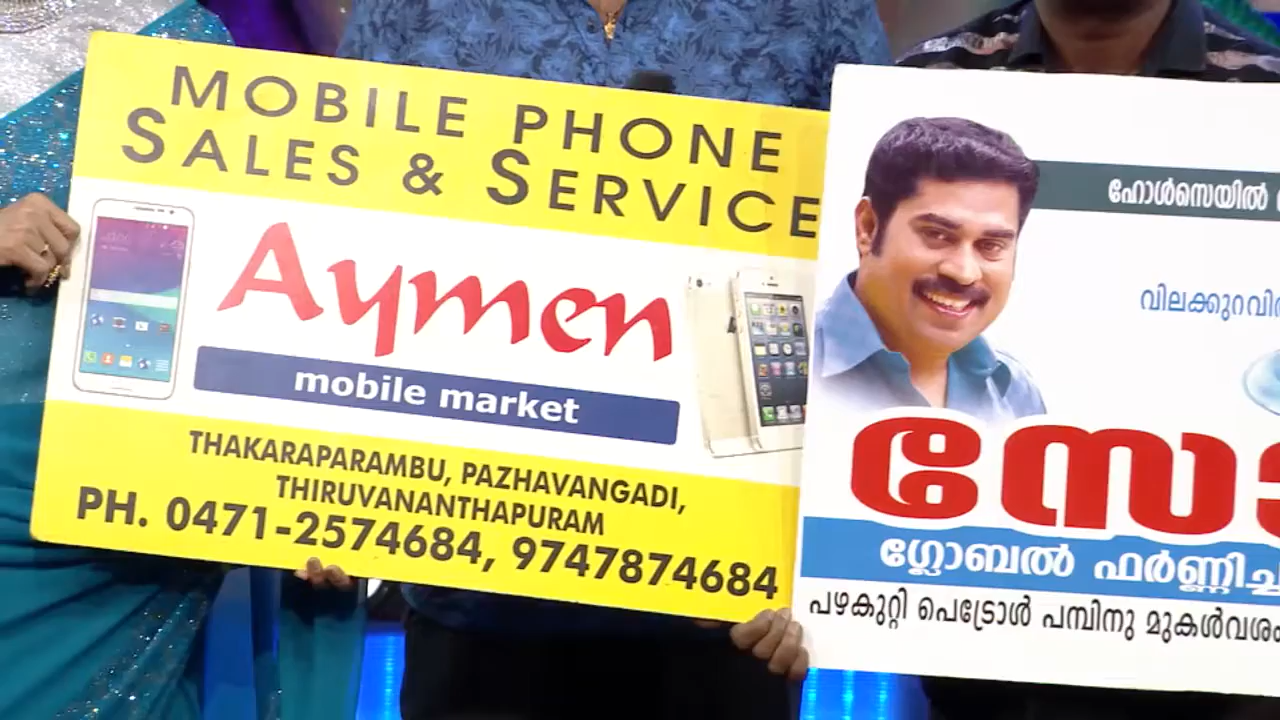 MOBILE PHONE
SALES & SERVICE
Aymen
mobile market
THAKARAPARAMBU, PAZHAVANGADI,
THIRUVANANTHAPURAM
PH. 0471-2574684, 9747874684
ഹോൾസെയിൽ
വിലക്കുറവിൽ
ഗ്ലോബൽ ഫർണ്ണിച്ച
പഴകുറ്റി പെട്രോൾ പമ്പിനു മുകൾവശം